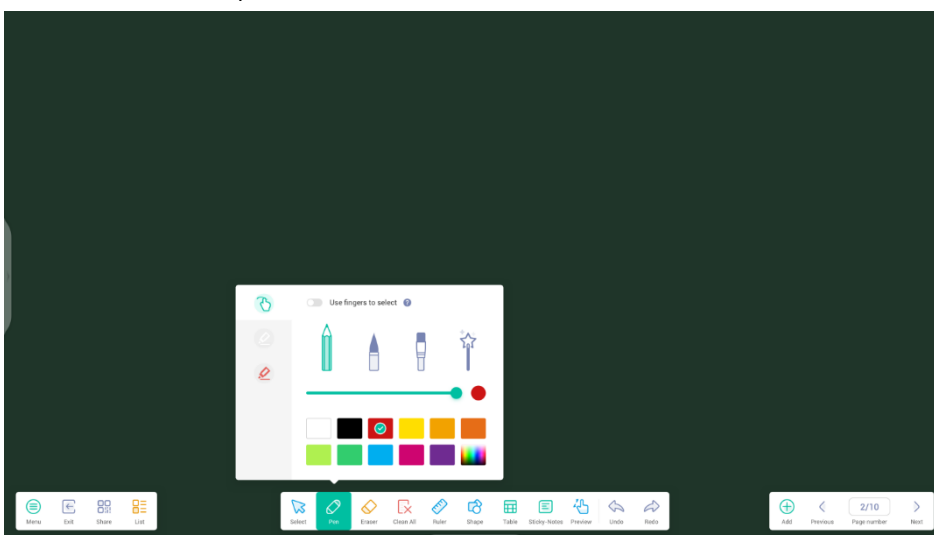 Use fingers to select ?
Menu Exit Share List
Select Pen Eraser Clean All Ruler Shape Table Sticky-Notes Preview Undo Redo
Add Previous 2/10 Page number Next